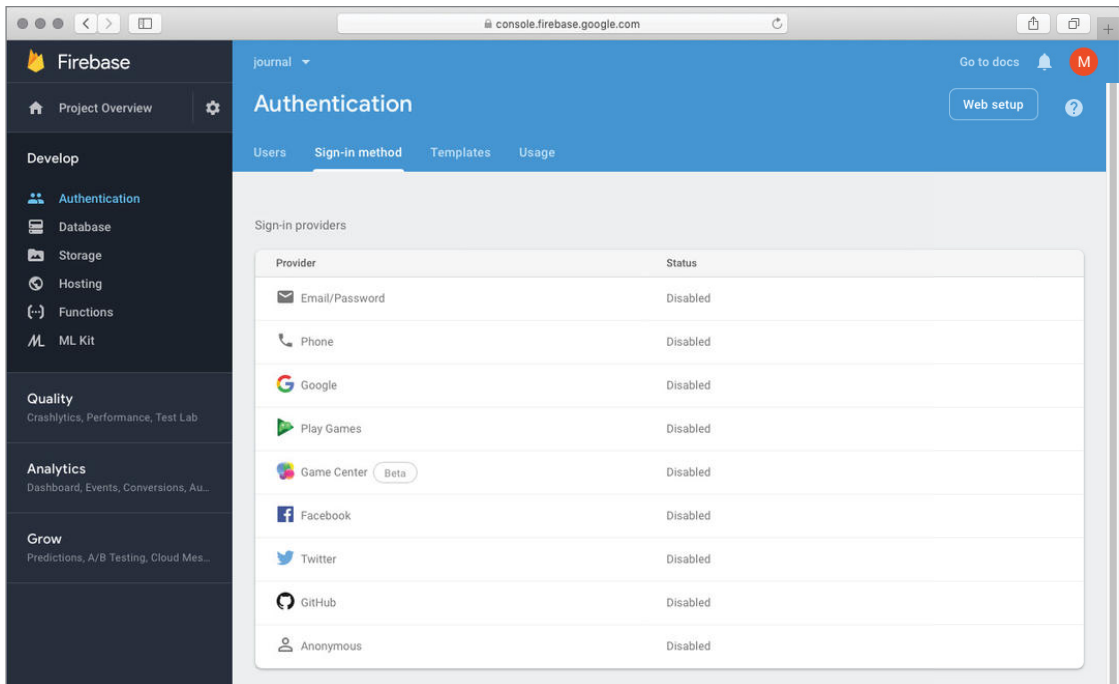 console.firebase.google.com
Firebase
journal
Go to docs
M
Project Overview
Authentication
Web setup
Develop
Users Sign-in method Templates Usage
Authentication
Database
Storage
Hosting
Functions
ML Kit
Quality
Crashlytics, Performance, Test Lab
Analytics
Dashboard, Events, Conversions, Au...
Grow
Predictions, A/B Testing, Cloud Mes...
Sign-in providers
Provider Status
Email/Password Disabled
Phone Disabled
Google Disabled
Play Games Disabled
Game Center Beta Disabled
Facebook Disabled
Twitter Disabled
GitHub Disabled
Anonymous Disabled